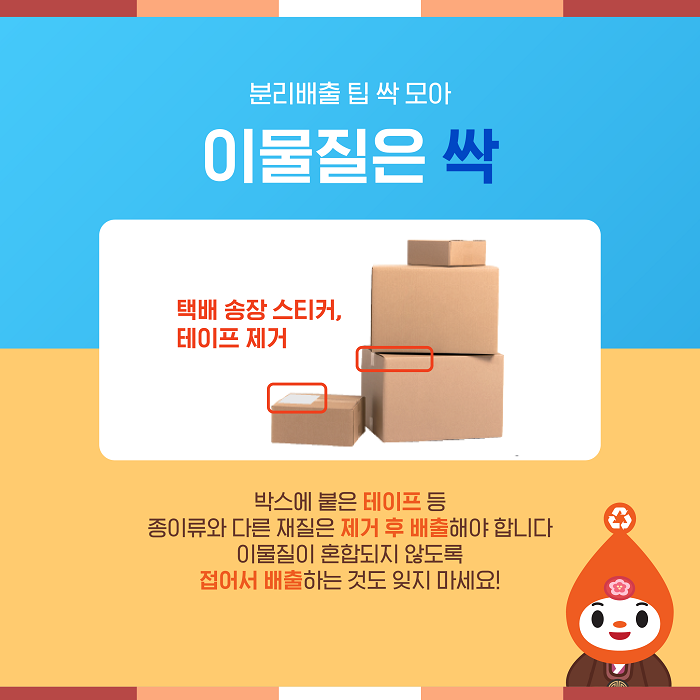 분리배출 팁 싹 모아
이물질은 싹
택배 송장 스티커,
테이프 제거
박스에 붙은 테이프 등
종이류와 다른 재질은 제거 후 배출해야 합니다
이물질이 혼합되지 않도록
접어서 배출하는 것도 잊지 마세요!